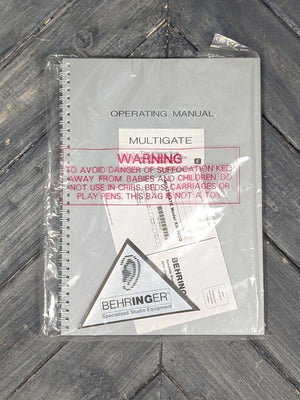 OPERATING MANUAL
MULTIGATE
WARNING
TO AVOID DANGER OF SUFFOCATION KEEP
AWAY FROM BABIES AND CHILDREN. DO
NOT USE IN CRIBS, BEDS, CARRIAGES OR
PLAY PENS. THIS BAG IS NOT A TOY.
BEHRINGER
BEHRINGER
Specialized Studio Equipment